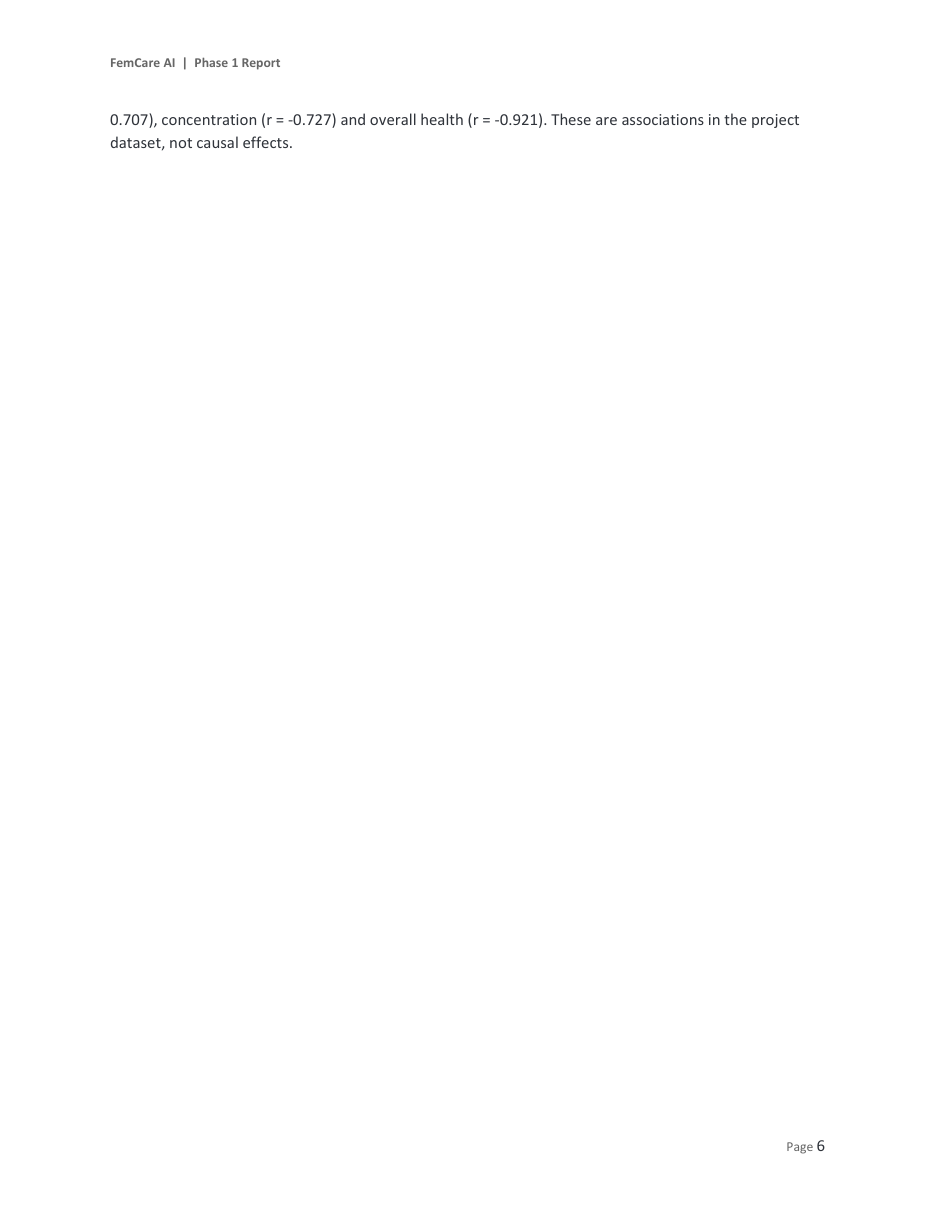 FemCare AI | Phase 1 Report
0.707), concentration (r = -0.727) and overall health (r = -0.921). These are associations in the project
dataset, not causal effects.
Page 6